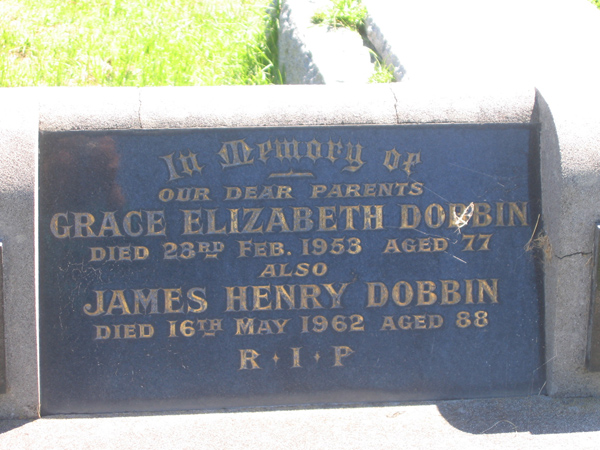 In Memory of
OUR DEAR PARENTS
GRACE ELIZABETH DOBBIN
DIED 23RD FEB. 1953 AGED 77
ALSO
JAMES HENRY DOBBIN
DIED 16TH MAY 1962 AGED 88
R·I·P